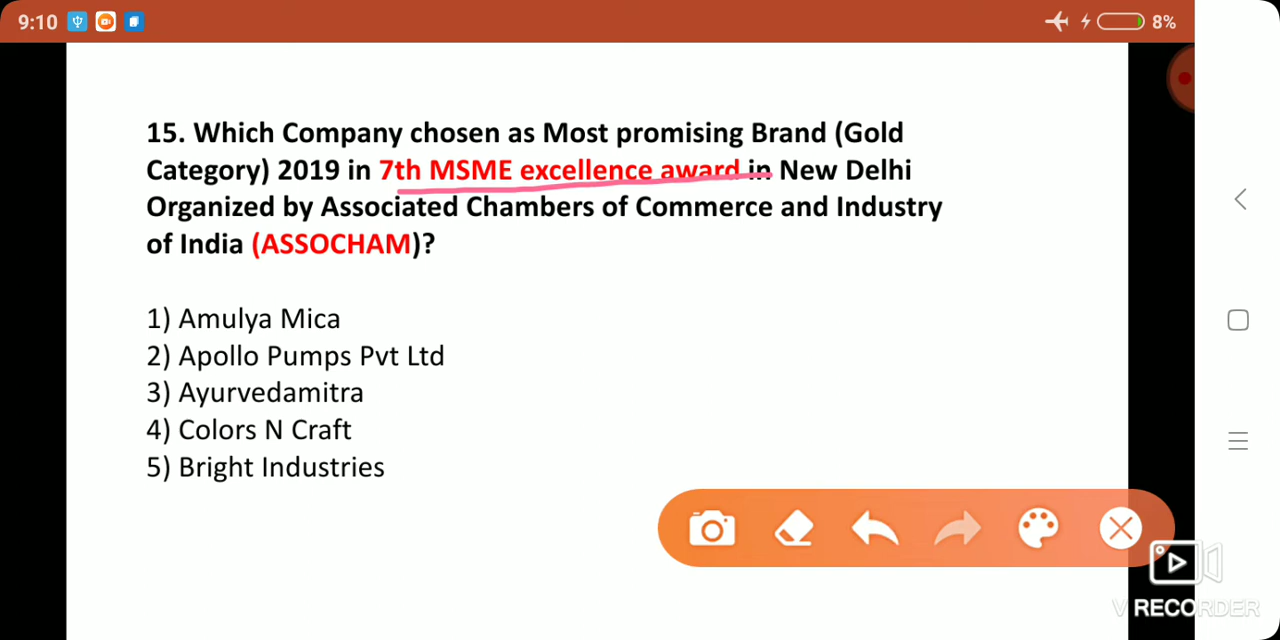 9:10
8%
15. Which Company chosen as Most promising Brand (Gold
Category) 2019 in 7th MSME excellence award in New Delhi
Organized by Associated Chambers of Commerce and Industry
of India (ASSOCHAM)?
1) Amulya Mica
2) Apollo Pumps Pvt Ltd
3) Ayurvedamitra
4) Colors N Craft
5) Bright Industries
V RECORDER